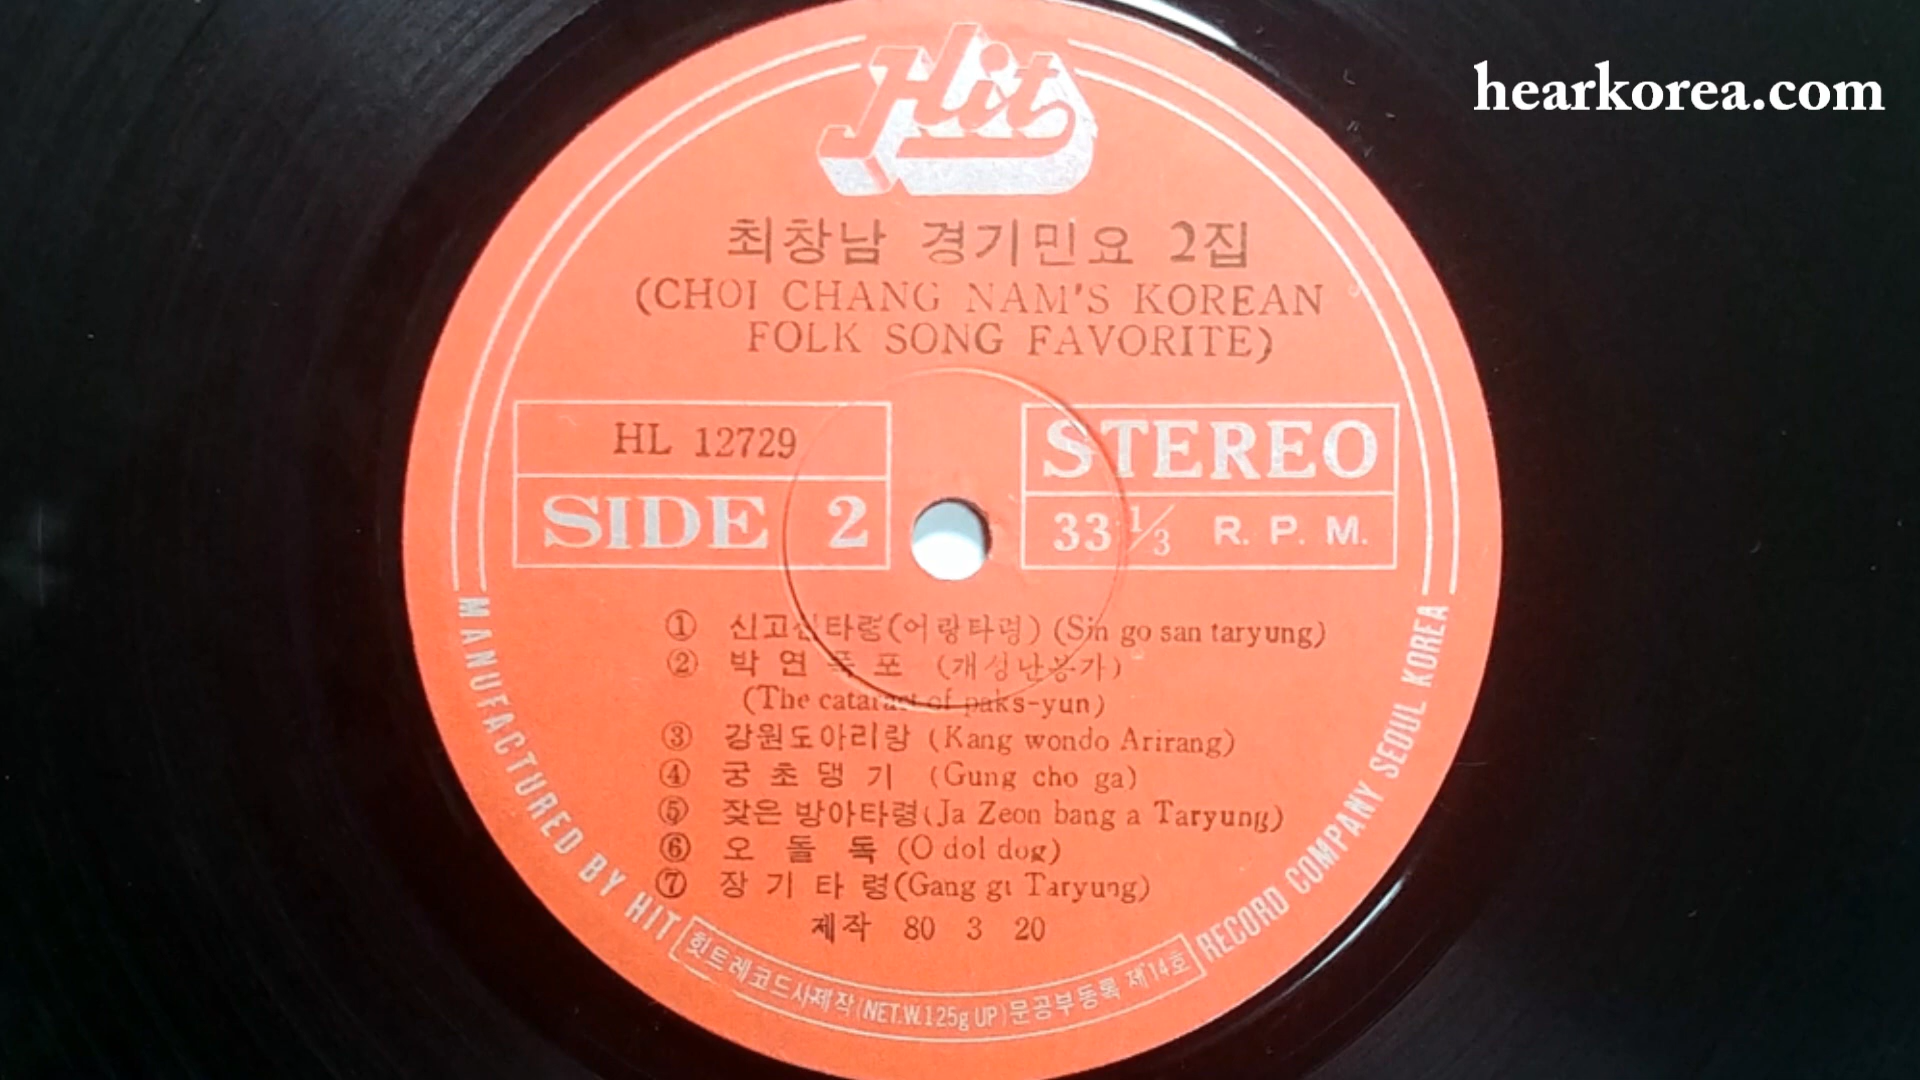 hearkorea.com
Hit
최창남 경기민요 2집
(CHOI CHANG NAM'S KOREAN
FOLK SONG FAVORITE)
HL 12729
SIDE 2
STEREO
33 1/3 R. P. M.
① 신고산타령(어랑타령) (Sin go san taryung)
② 박 연 폭 포 (개성난봉가)
(The cataract of paks-yun)
③ 강원도아리랑 (Kang wondo Arirang)
④ 궁 초 댕 기 (Gung cho ga)
⑤ 잦은 방아타령(Ja Zeon bang a Taryung)
⑥ 오 돌 독 (O dol dog)
⑦ 장 기 타 령(Gang gi Taryung)
제작 80 3 20
MANUFACTURED BY HIT RECORD COMPANY SEOUL KOREA
힛트레코드사제작(NET.W.125g UP)문공부등록 제14호